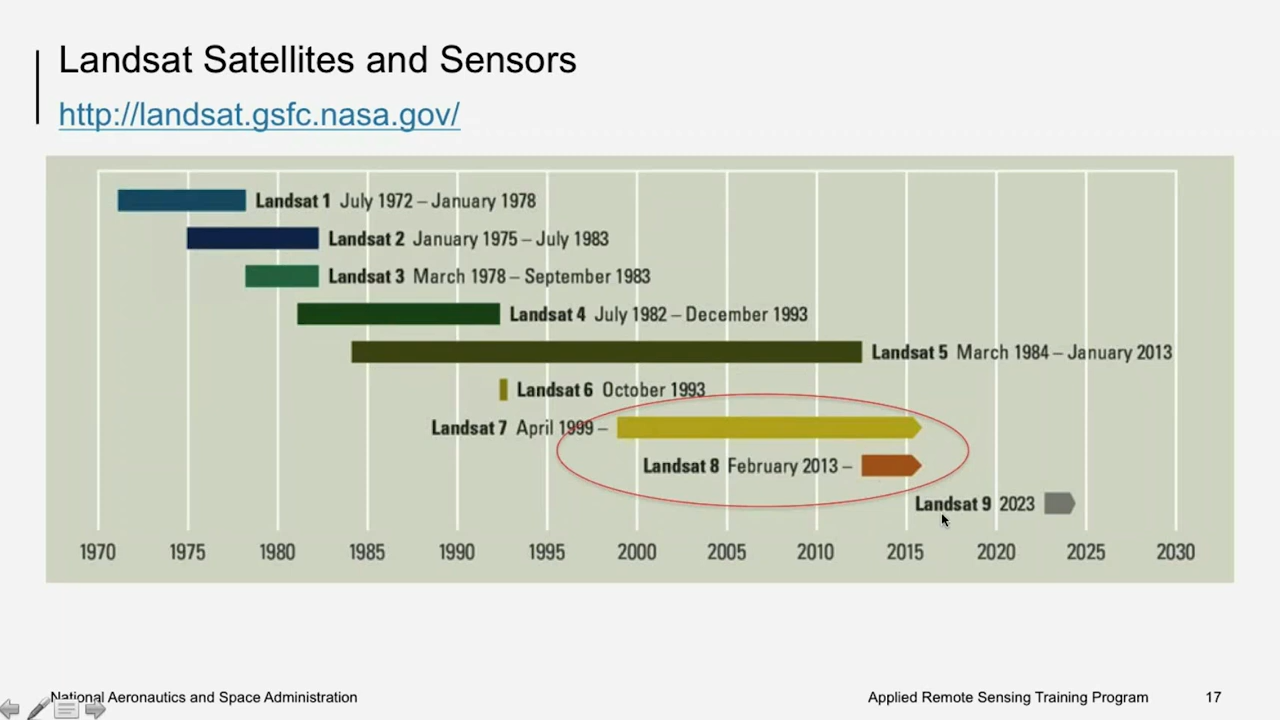 Landsat Satellites and Sensors
http://landsat.gsfc.nasa.gov/
Landsat 1 July 1972 – January 1978
Landsat 2 January 1975 – July 1983
Landsat 3 March 1978 – September 1983
Landsat 4 July 1982 – December 1993
Landsat 5 March 1984 – January 2013
Landsat 6 October 1993
Landsat 7 April 1999 –
Landsat 8 February 2013 –
Landsat 9 2023
1970 1975 1980 1985 1990 1995 2000 2005 2010 2015 2020 2025 2030
National Aeronautics and Space Administration Applied Remote Sensing Training Program 17